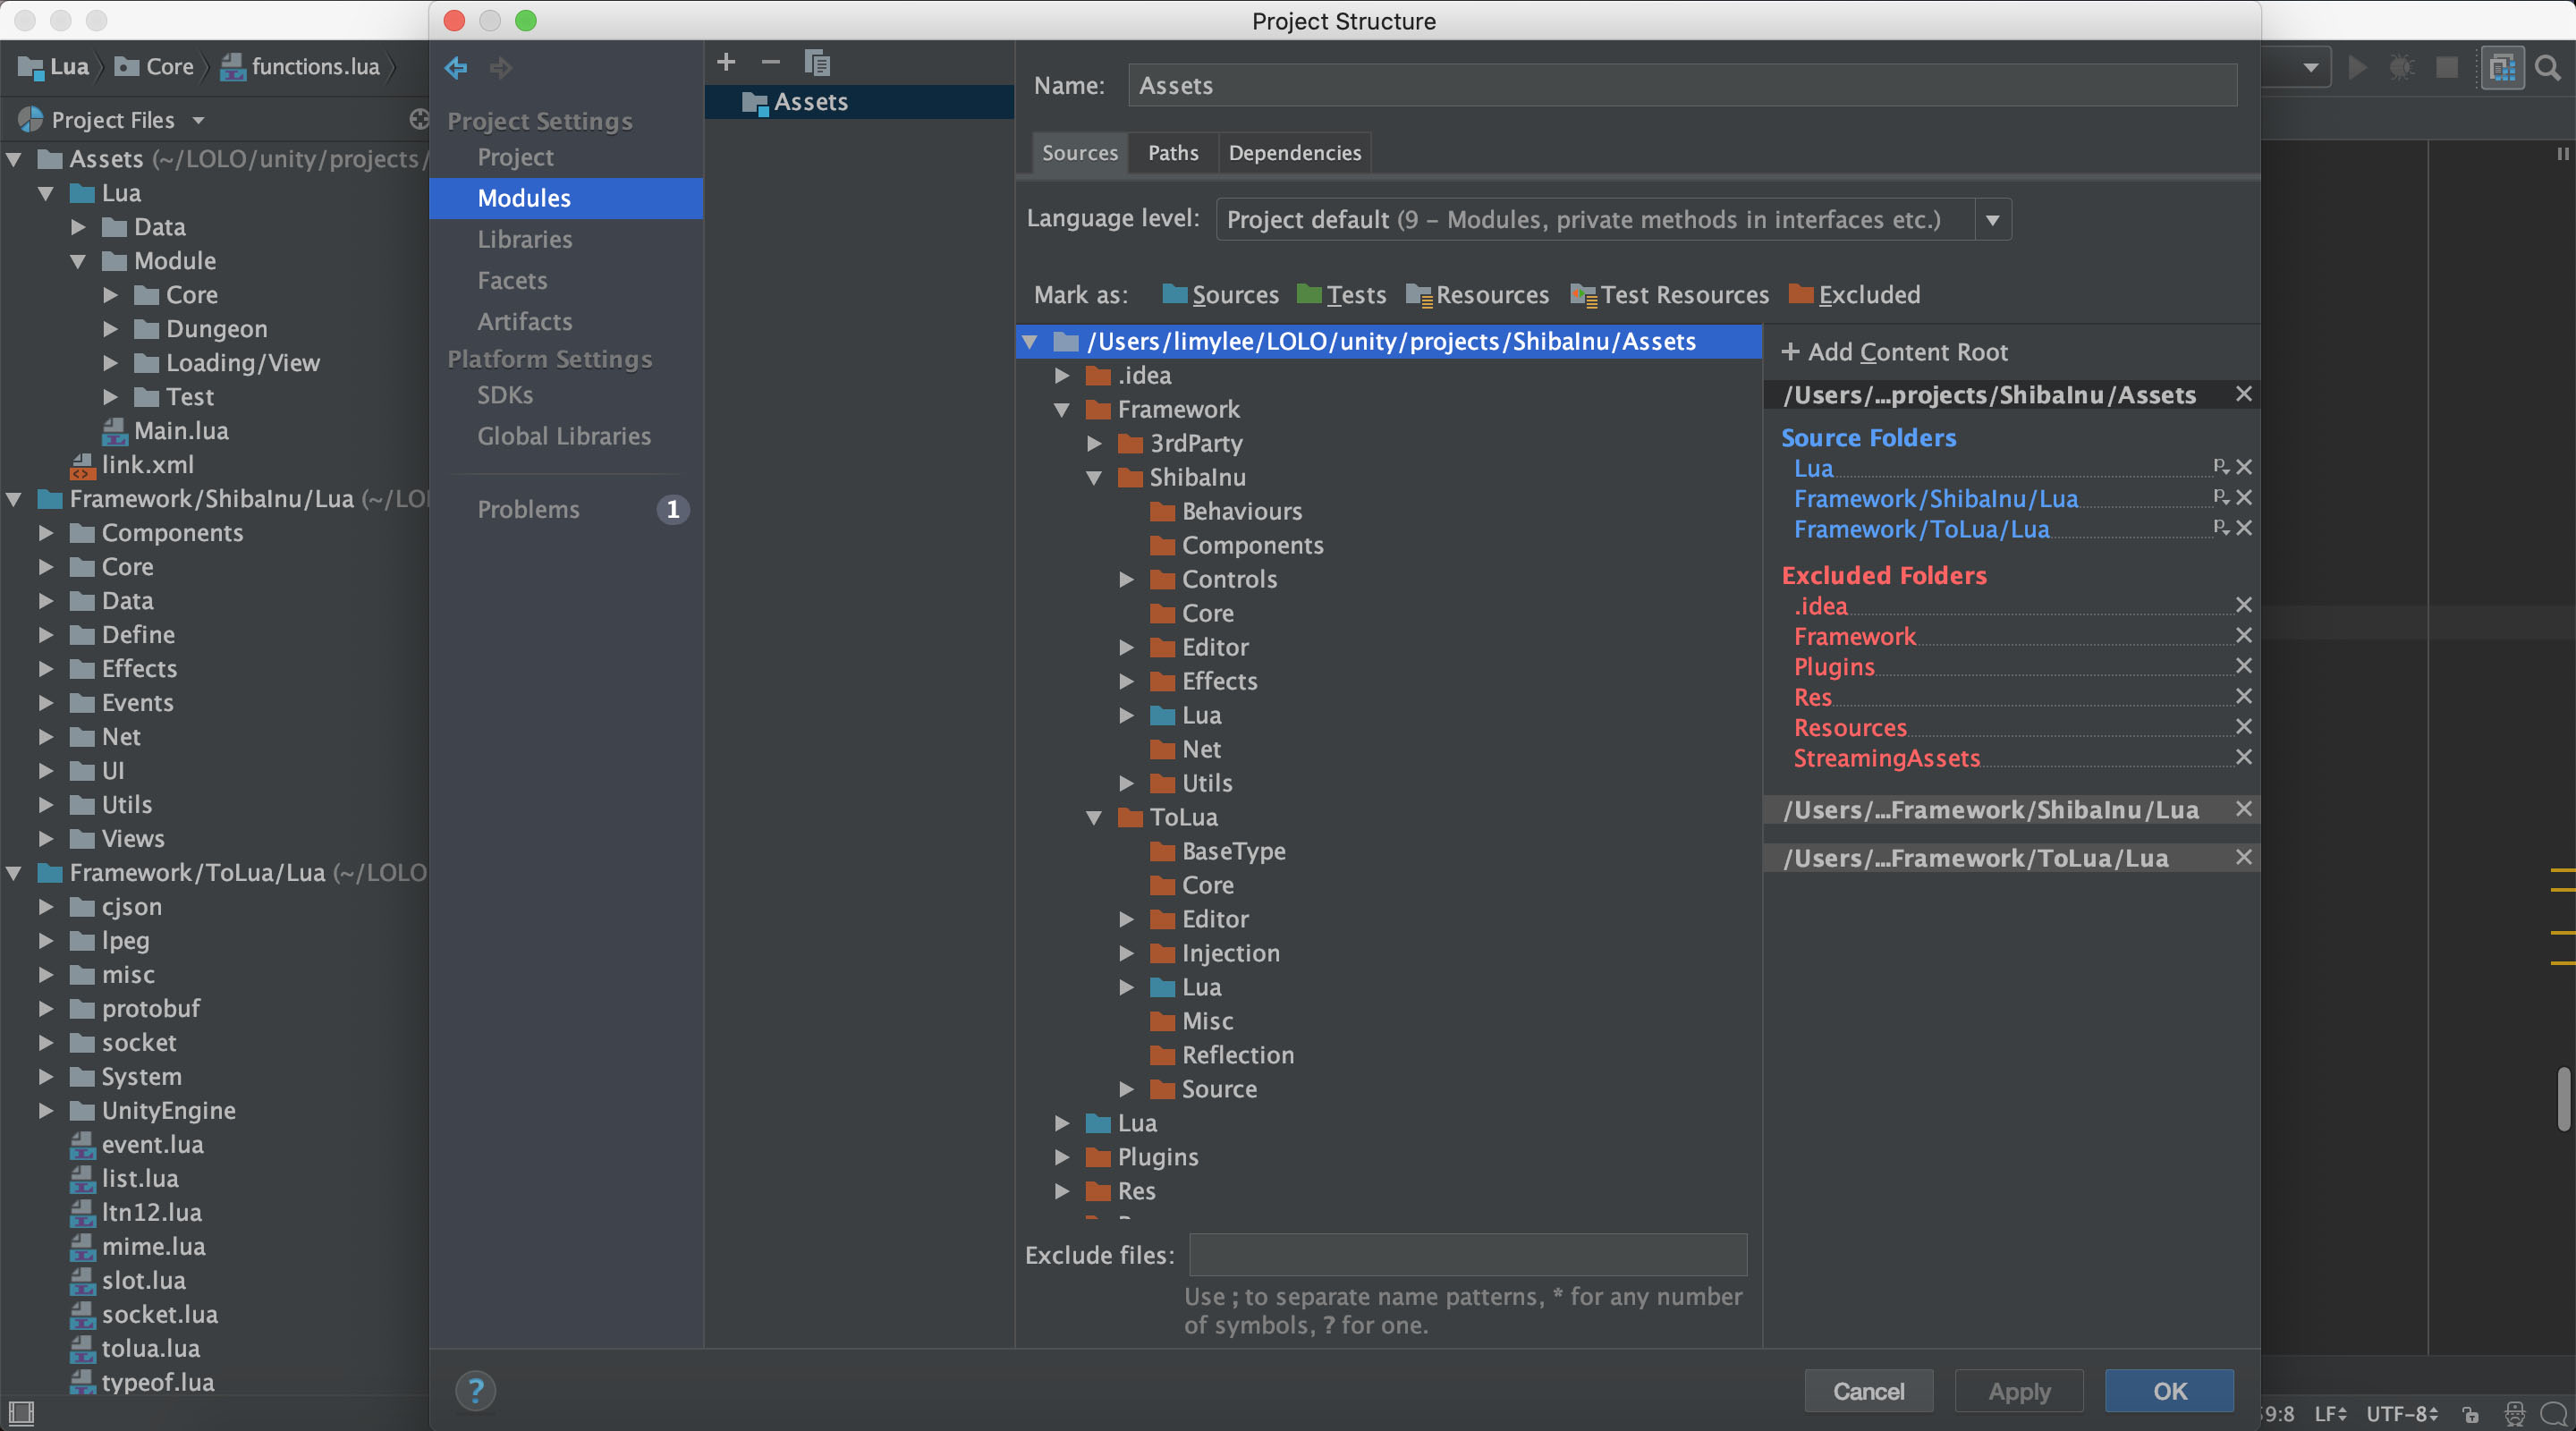 Project Structure
Lua
Core
functions.lua
Project Files
Assets (~/LOLO/unity/projects/
Lua
Data
Module
Core
Dungeon
Loading/View
Test
Main.lua
link.xml
Framework/ShibaInu/Lua (~/LO
Components
Core
Data
Define
Effects
Events
Net
UI
Utils
Views
Framework/ToLua/Lua (~/LOLO
cjson
lpeg
misc
protobuf
socket
System
UnityEngine
event.lua
list.lua
ltn12.lua
mime.lua
slot.lua
socket.lua
tolua.lua
typeof.lua
Project Settings
Project
Modules
Libraries
Facets
Artifacts
Platform Settings
SDKs
Global Libraries
Problems 1
Assets
Name: Assets
Sources Paths Dependencies
Language level: Project default (9 – Modules, private methods in interfaces etc.)
Mark as: Sources Tests Resources Test Resources Excluded
/Users/limylee/LOLO/unity/projects/ShibaInu/Assets
.idea
Framework
3rdParty
ShibaInu
Behaviours
Components
Controls
Core
Editor
Effects
Lua
Net
Utils
ToLua
BaseType
Core
Editor
Injection
Lua
Misc
Reflection
Source
Lua
Plugins
Res
Exclude files:
Use ; to separate name patterns, * for any number
of symbols, ? for one.
+ Add Content Root
/Users/...projects/ShibaInu/Assets
Source Folders
Lua
Framework/ShibaInu/Lua
Framework/ToLua/Lua
Excluded Folders
.idea
Framework
Plugins
Res
Resources
StreamingAssets
/Users/...Framework/ShibaInu/Lua
/Users/...Framework/ToLua/Lua
? Cancel Apply OK
59:8 LF UTF-8